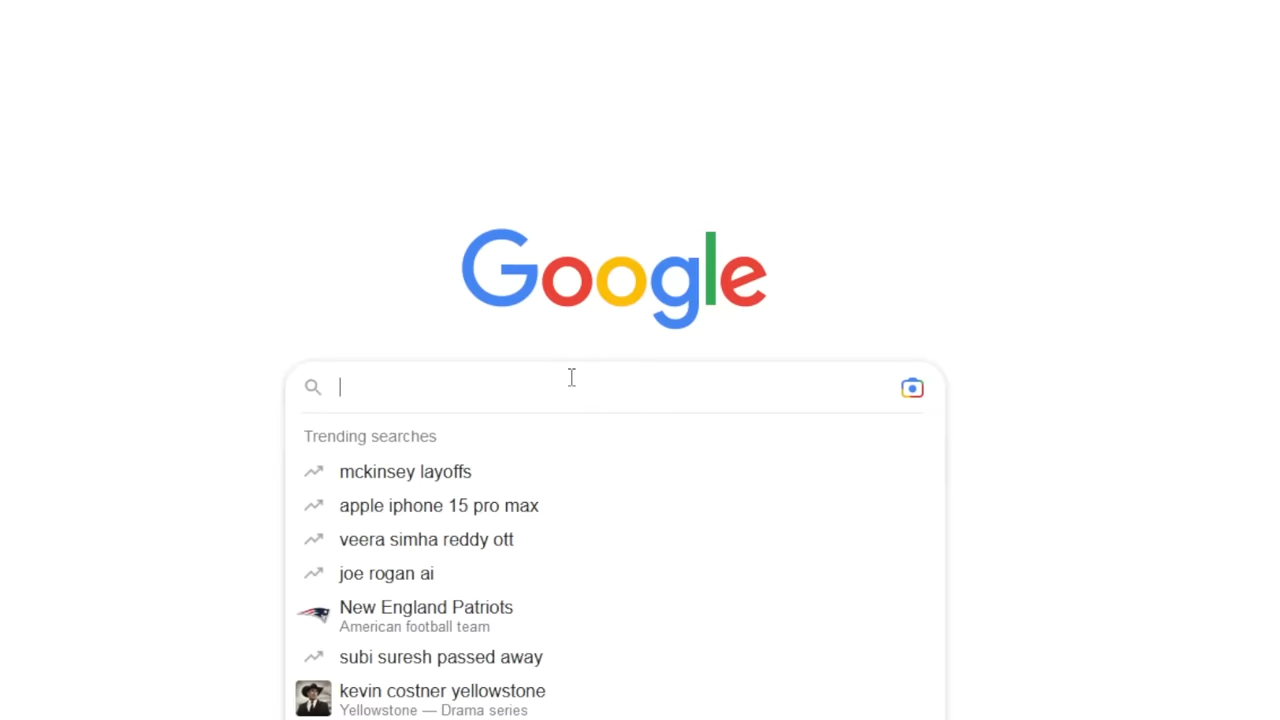 Google
Trending searches
mckinsey layoffs
apple iphone 15 pro max
veera simha reddy ott
joe rogan ai
New England Patriots
American football team
subi suresh passed away
kevin costner yellowstone
Yellowstone — Drama series